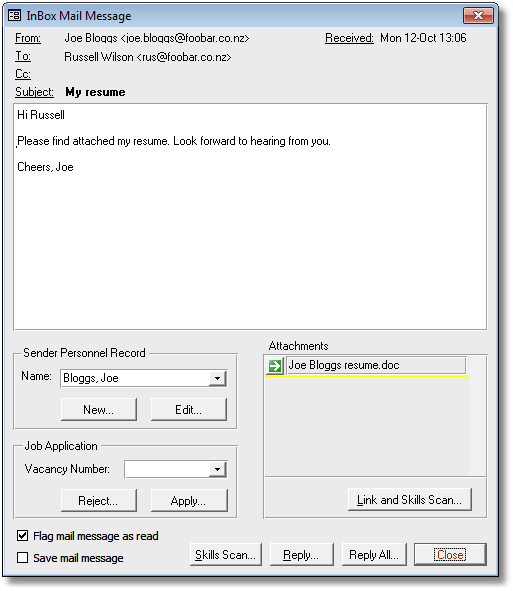 InBox Mail Message
From: Joe Bloggs <joe.bloggs@foobar.co.nz> Received: Mon 12-Oct 13:06
To: Russell Wilson <rus@foobar.co.nz>
Cc:
Subject: My resume
Hi Russell
Please find attached my resume. Look forward to hearing from you.
Cheers, Joe
Sender Personnel Record
Name: Bloggs, Joe
New... Edit...
Job Application
Vacancy Number:
Reject... Apply...
Attachments
Joe Bloggs resume.doc
Link and Skills Scan...
Flag mail message as read
Save mail message
Skills Scan... Reply... Reply All... Close